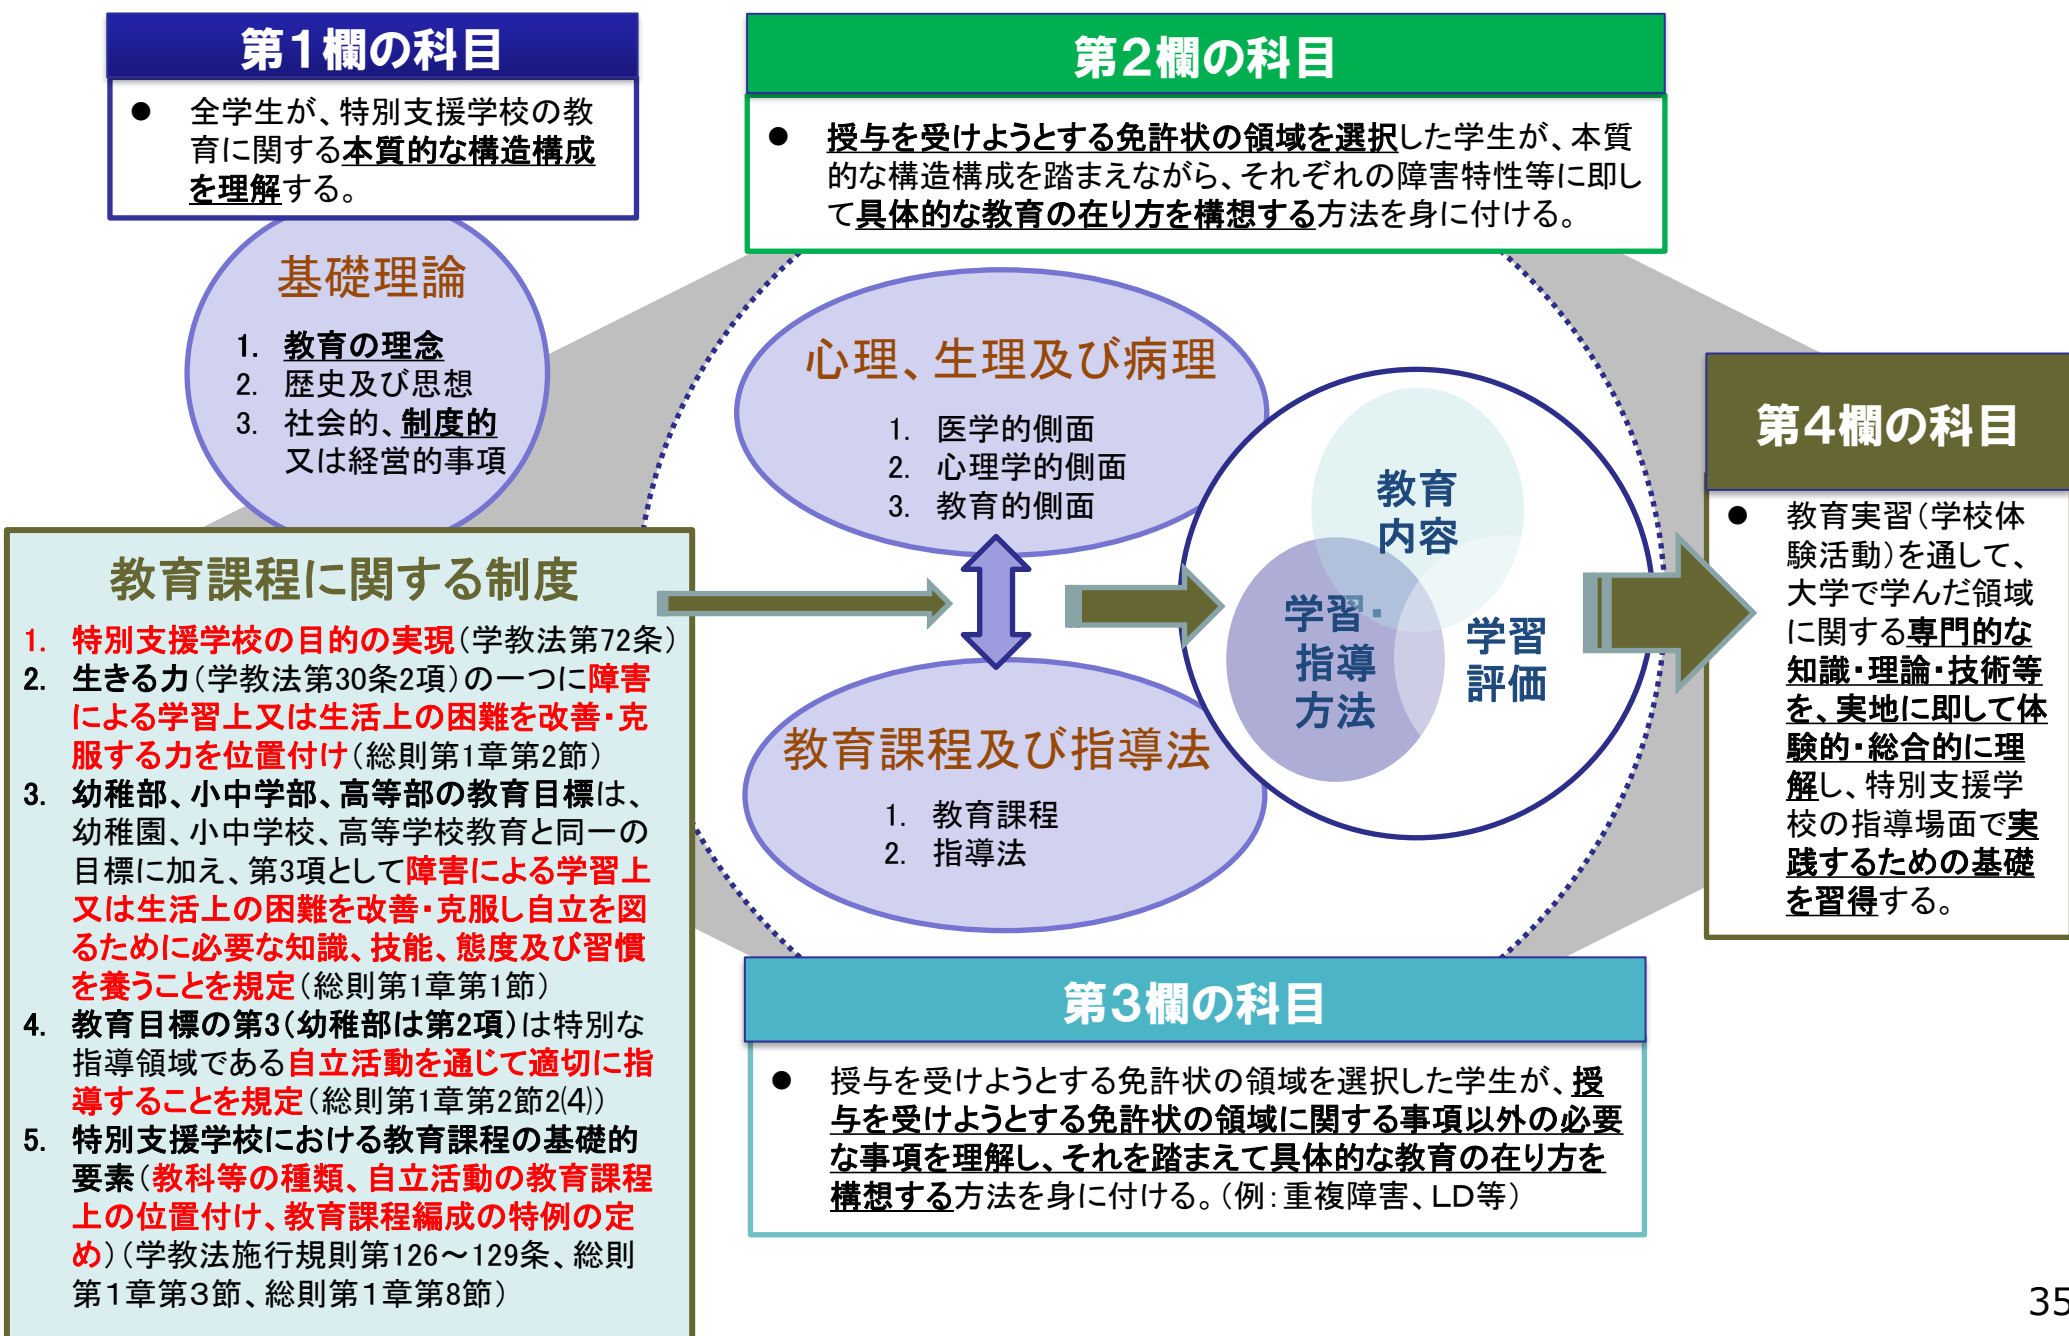 第1欄の科目
● 全学生が、特別支援学校の教
育に関する本質的な構造構成
を理解する。
基礎理論
1. 教育の理念
2. 歴史及び思想
3. 社会的、制度的
又は経営的事項
教育課程に関する制度
1. 特別支援学校の目的の実現(学教法第72条)
2. 生きる力(学教法第30条2項)の一つに障害
による学習上又は生活上の困難を改善・克
服する力を位置付け(総則第1章第2節)
3. 幼稚部、小中学部、高等部の教育目標は、
幼稚園、小中学校、高等学校教育と同一の
目標に加え、第3項として障害による学習上
又は生活上の困難を改善・克服し自立を図
るために必要な知識、技能、態度及び習慣
を養うことを規定(総則第1章第1節)
4. 教育目標の第3(幼稚部は第2項)は特別な
指導領域である自立活動を通じて適切に指
導することを規定(総則第1章第2節2⑷)
5. 特別支援学校における教育課程の基礎的
要素(教科等の種類、自立活動の教育課程
上の位置付け、教育課程編成の特例の定
め)(学教法施行規則第126～129条、総則
第1章第3節、総則第1章第8節)
第2欄の科目
● 授与を受けようとする免許状の領域を選択した学生が、本質
的な構造構成を踏まえながら、それぞれの障害特性等に即し
て具体的な教育の在り方を構想する方法を身に付ける。
心理、生理及び病理
1. 医学的側面
2. 心理学的側面
3. 教育的側面
教育課程及び指導法
1. 教育課程
2. 指導法
教育
内容
学習・
指導
方法
学習
評価
第3欄の科目
● 授与を受けようとする免許状の領域を選択した学生が、授
与を受けようとする免許状の領域に関する事項以外の必要
な事項を理解し、それを踏まえて具体的な教育の在り方を
構想する方法を身に付ける。(例:重複障害、LD等)
第4欄の科目
● 教育実習(学校体
験活動)を通して、
大学で学んだ領域
に関する専門的な
知識・理論・技術等
を、実地に即して体
験的・総合的に理
解し、特別支援学
校の指導場面で実
践するための基礎
を習得する。
35